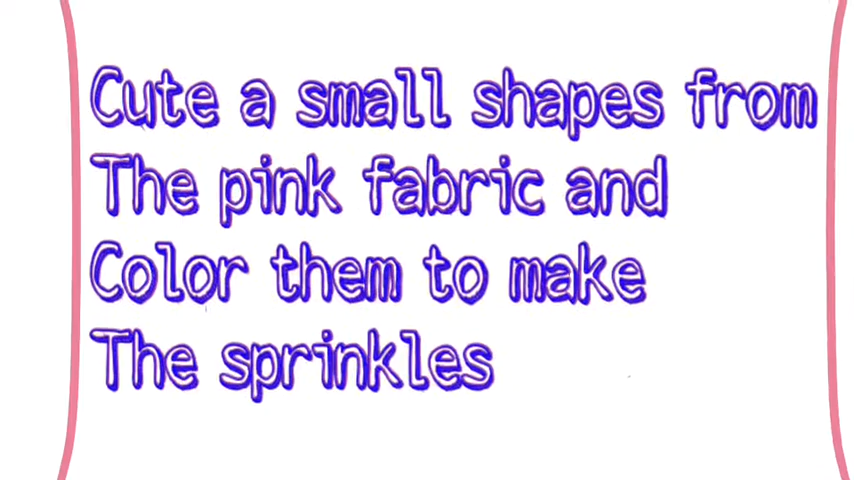 Cute a small shapes from
The pink fabric and
Color them to make
The sprinkles